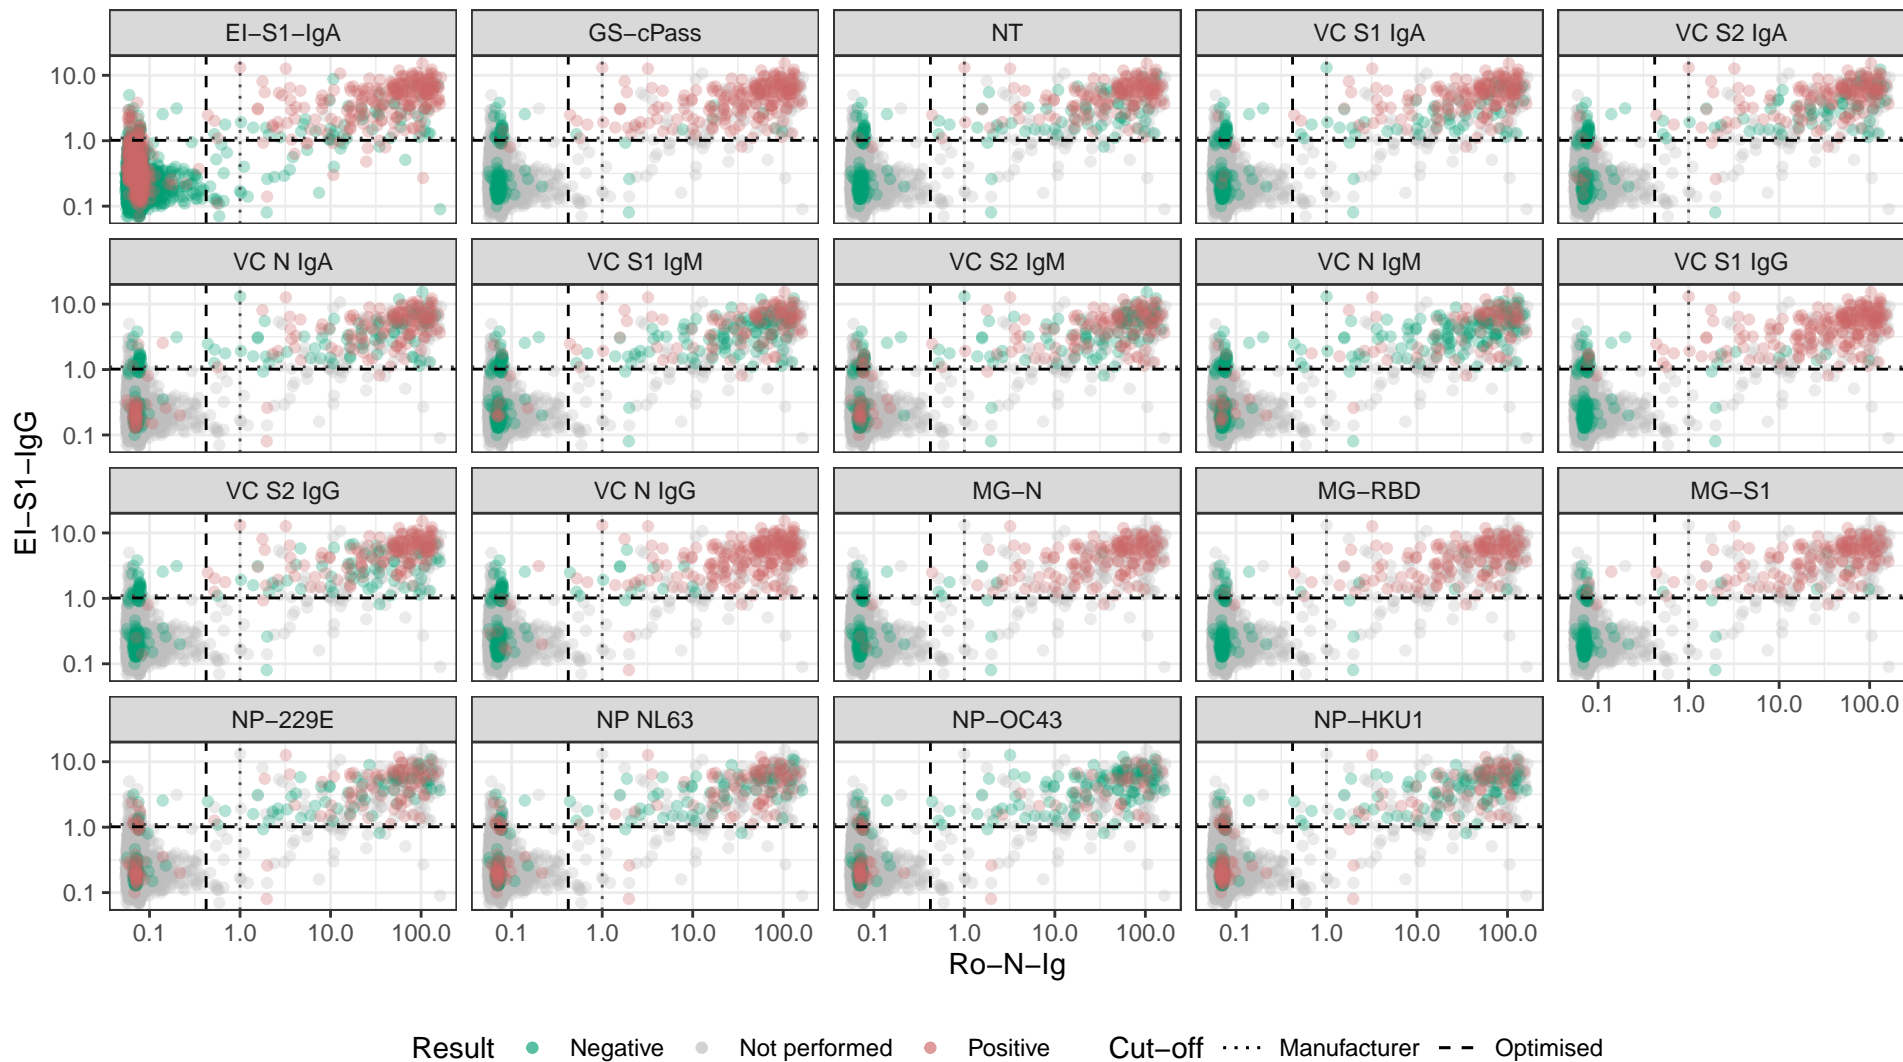 EI−S1−IgA GS−cPass NT VC S1 IgA VC S2 IgA
10.0
1.0
0.1
VC N IgA VC S1 IgM VC S2 IgM VC N IgM VC S1 IgG
10.0
1.0
0.1
VC S2 IgG VC N IgG MG−N MG−RBD MG−S1
10.0
1.0
0.1
0.1 1.0 10.0 100.0
NP−229E NP NL63 NP−OC43 NP−HKU1
10.0
1.0
0.1
0.1 1.0 10.0 100.0 0.1 1.0 10.0 100.0 0.1 1.0 10.0 100.0 0.1 1.0 10.0 100.0
EI−S1−IgG
Ro−N−Ig
Result Negative Not performed Positive Cut−off Manufacturer Optimised